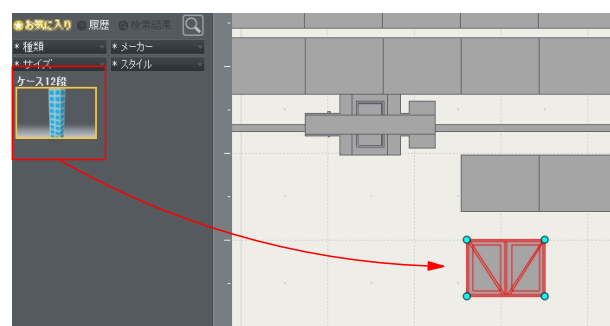 お気に入り 履歴 検索結果
* 種類 * メーカー
* サイズ * スタイル
ケース12段